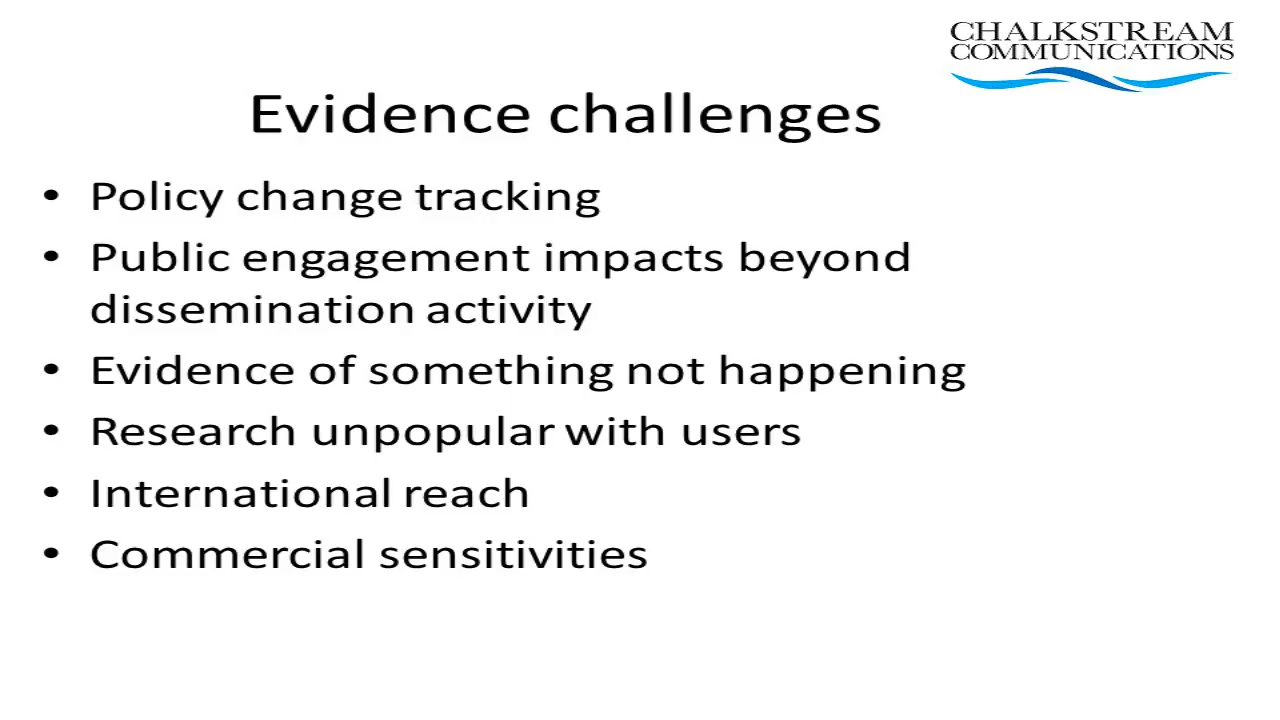 CHALKSTREAM
COMMUNICATIONS
Evidence challenges
• Policy change tracking
• Public engagement impacts beyond
dissemination activity
• Evidence of something not happening
• Research unpopular with users
• International reach
• Commercial sensitivities